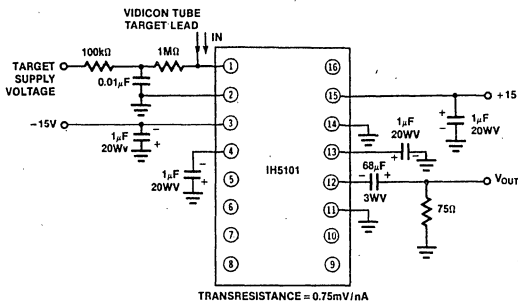 VIDICON TUBE
TARGET LEAD
IN
100kΩ
1MΩ
TARGET
SUPPLY
VOLTAGE
0.01μF
1
16
2
15
+15
+
-
1μF
20WV
-15V
3
14
-
+
1μF
20WV
1μF
20WV
4
13
+
-
-
+
1μF
20WV
IH5101
68μF
5
12
-
+
3WV
VOUT
6
11
75Ω
7
10
8
9
TRANSRESISTANCE = 0.75mV/nA